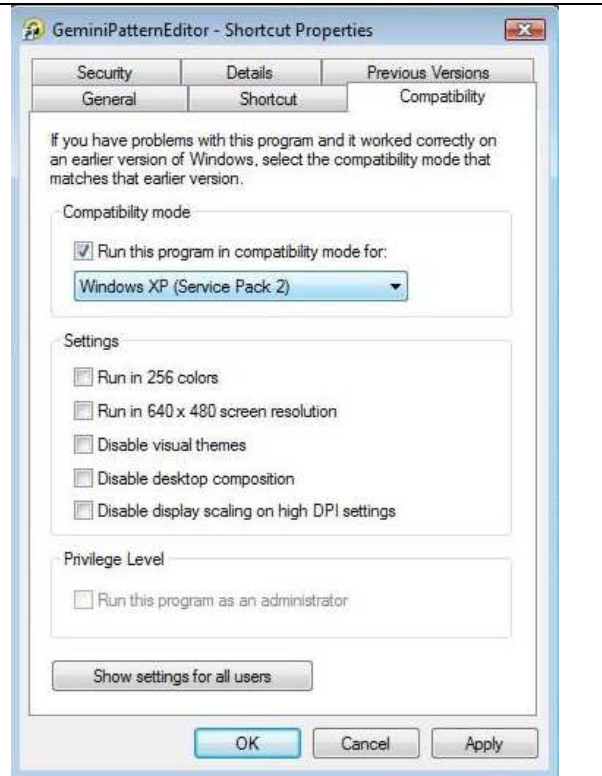 GeminiPatternEditor - Shortcut Properties
Security Details Previous Versions
General Shortcut Compatibility
If you have problems with this program and it worked correctly on
an earlier version of Windows, select the compatibility mode that
matches that earlier version.
Compatibility mode
Run this program in compatibility mode for:
Windows XP (Service Pack 2)
Settings
Run in 256 colors
Run in 640 x 480 screen resolution
Disable visual themes
Disable desktop composition
Disable display scaling on high DPI settings
Privilege Level
Run this program as an administrator
Show settings for all users
OK Cancel Apply